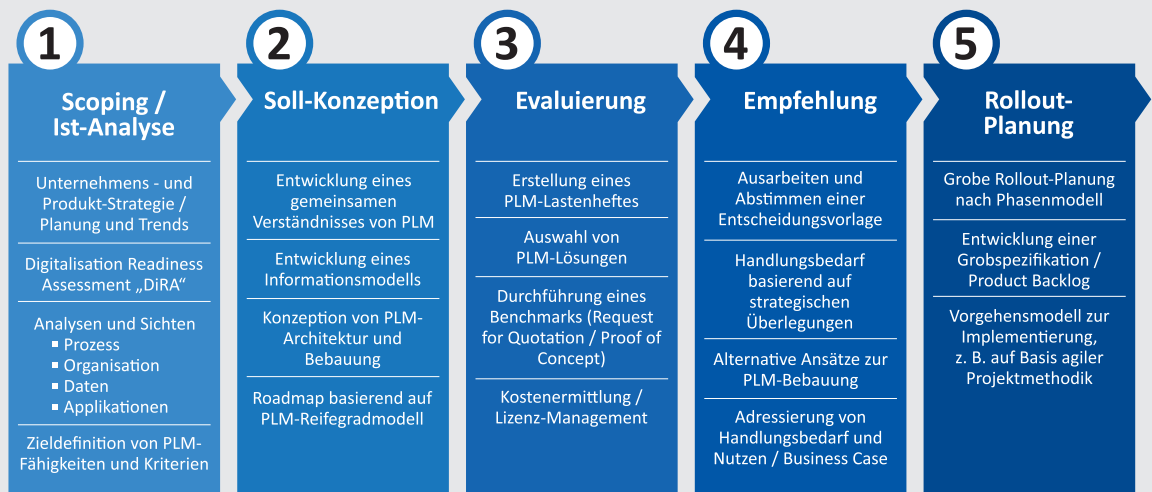 1
Scoping /
Ist-Analyse
Unternehmens - und
Produkt-Strategie /
Planung und Trends
Digitalisation Readiness
Assessment „DiRA“
Analysen und Sichten
▪ Prozess
▪ Organisation
▪ Daten
▪ Applikationen
Zieldefinition von PLM-
Fähigkeiten und Kriterien
2
Soll-Konzeption
Entwicklung eines
gemeinsamen
Verständnisses von PLM
Entwicklung eines
Informationsmodells
Konzeption von PLM-
Architektur und
Bebauung
Roadmap basierend auf
PLM-Reifegradmodell
3
Evaluierung
Erstellung eines
PLM-Lastenheftes
Auswahl von
PLM-Lösungen
Durchführung eines
Benchmarks (Request
for Quotation / Proof of
Concept)
Kostenermittlung /
Lizenz-Management
4
Empfehlung
Ausarbeiten und
Abstimmen einer
Entscheidungsvorlage
Handlungsbedarf
basierend auf
strategischen
Überlegungen
Alternative Ansätze zur
PLM-Bebauung
Adressierung von
Handlungsbedarf und
Nutzen / Business Case
5
Rollout-
Planung
Grobe Rollout-Planung
nach Phasenmodell
Entwicklung einer
Grobspezifikation /
Product Backlog
Vorgehensmodell zur
Implementierung,
z. B. auf Basis agiler
Projektmethodik